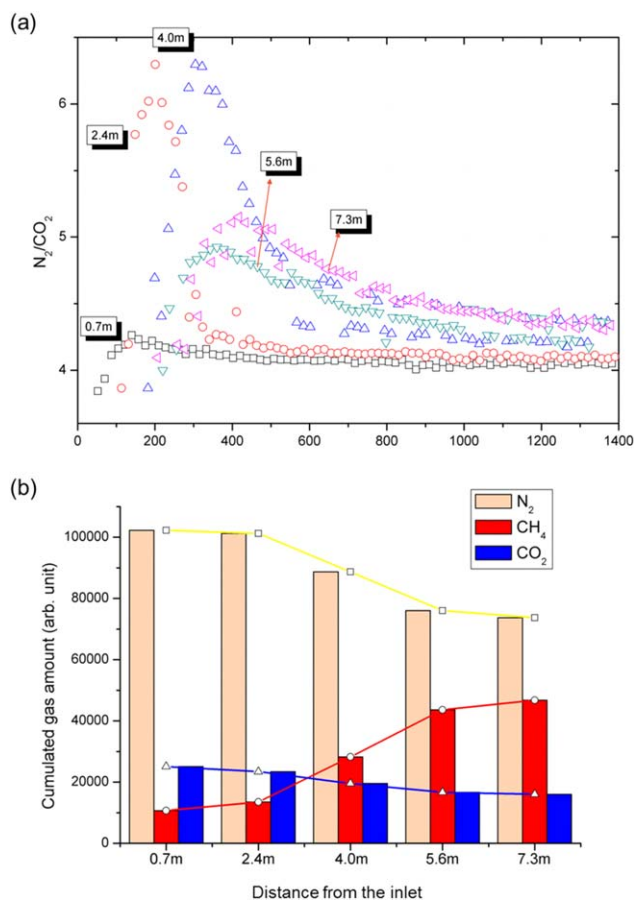 (a)
4.0m
6
2.4m
5.6m
7.3m
N₂/CO₂
5
0.7m
4
0 200 400 600 800 1000 1200 1400
(b)
N₂
CH₄
CO₂
100000
80000
60000
40000
20000
0
Cumulated gas amount (arb. unit)
0.7m 2.4m 4.0m 5.6m 7.3m
Distance from the inlet